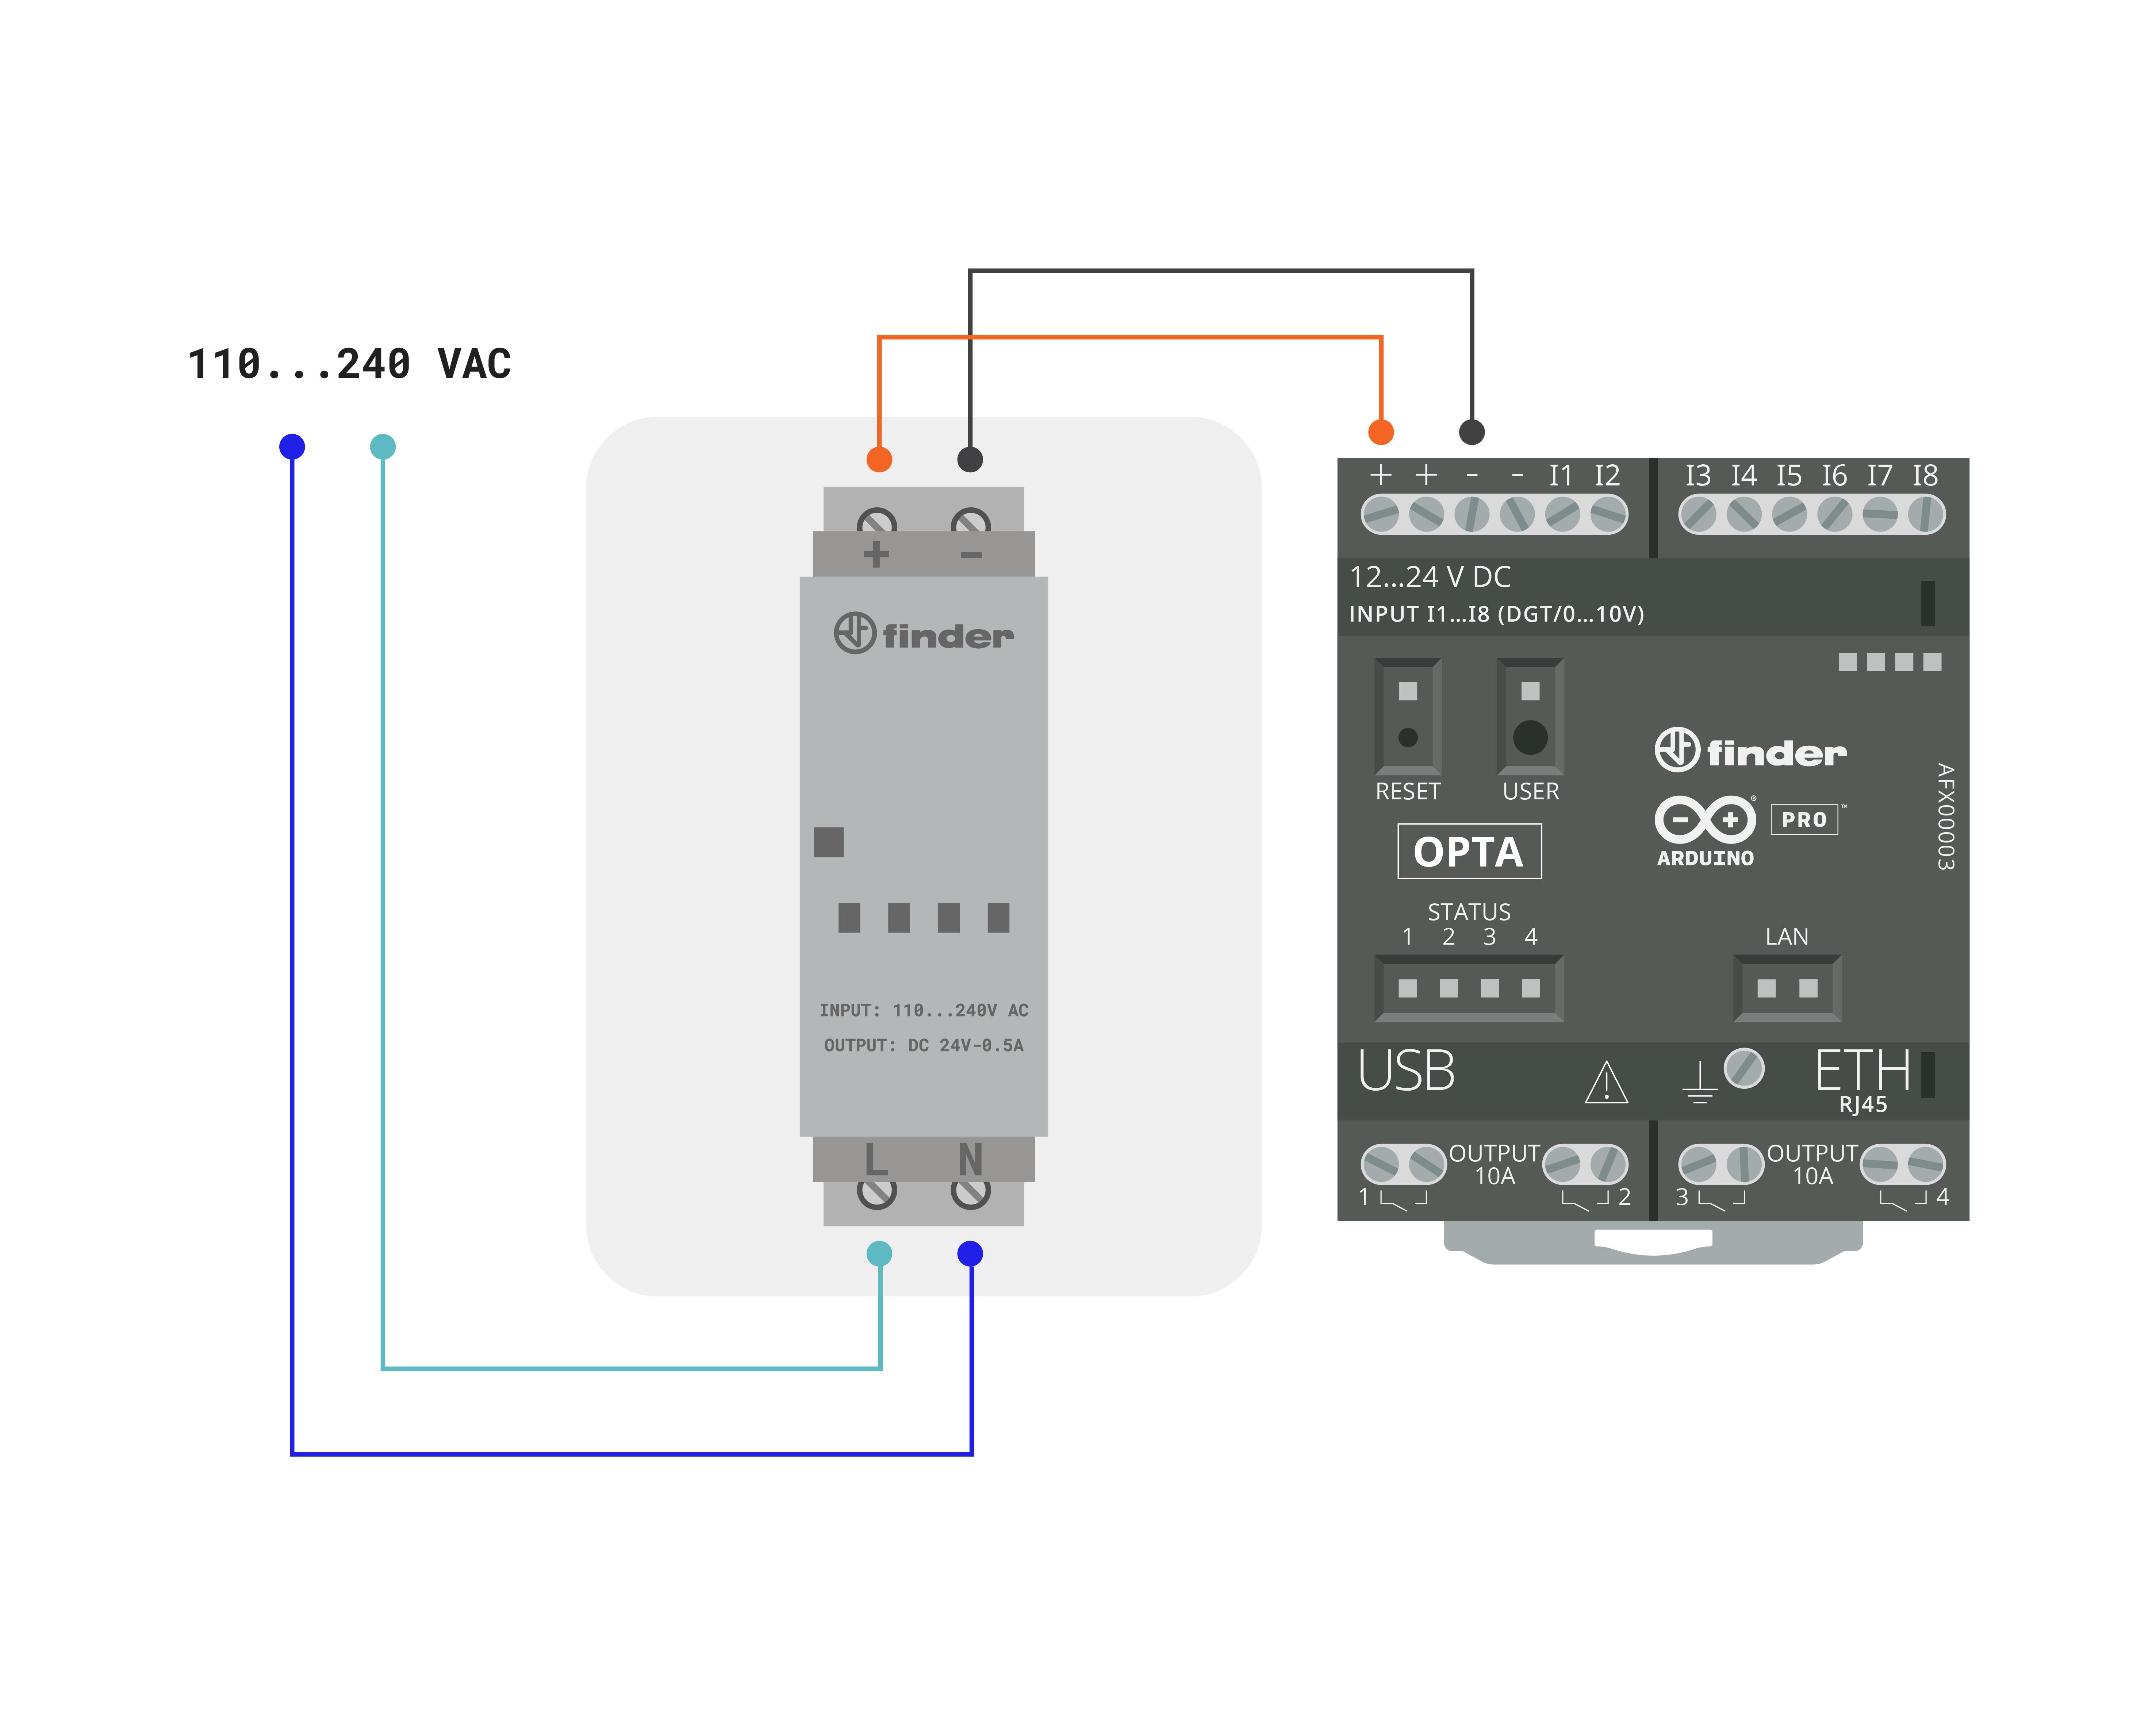 110...240 VAC
+ −
finder
INPUT: 110...240V AC
OUTPUT: DC 24V-0.5A
L N
+ + - - I1 I2 I3 I4 I5 I6 I7 I8
12...24 V DC
INPUT I1...I8 (DGT/0...10V)
RESET USER
finder
ARDUINO
® PRO ™
AFX00003
OPTA
STATUS
1 2 3 4
LAN
USB
ETH
RJ45
OUTPUT
10A
1 2
OUTPUT
10A
3 4